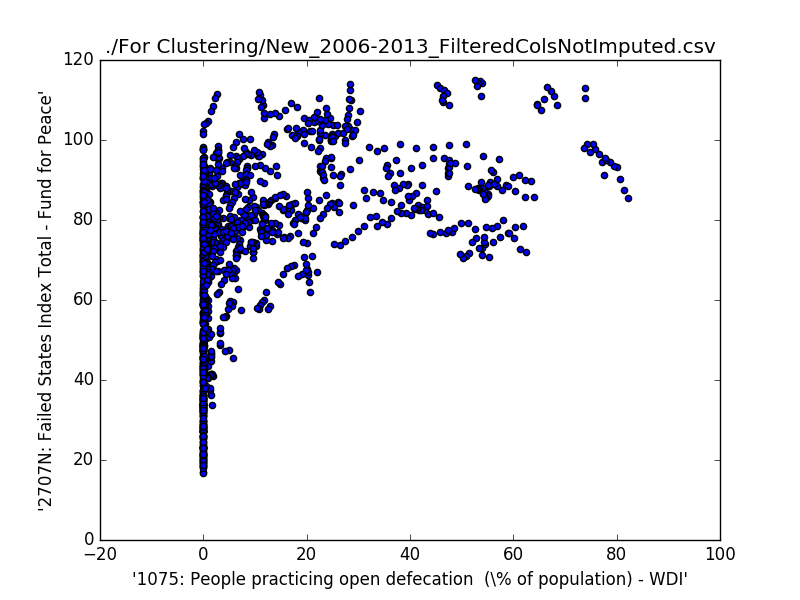 ./For Clustering/New_2006-2013_FilteredColsNotImputed.csv
120
100
80
60
40
20
0
'2707N: Failed States Index Total - Fund for Peace'
−20 0 20 40 60 80 100
'1075: People practicing open defecation  (\% of population) - WDI'